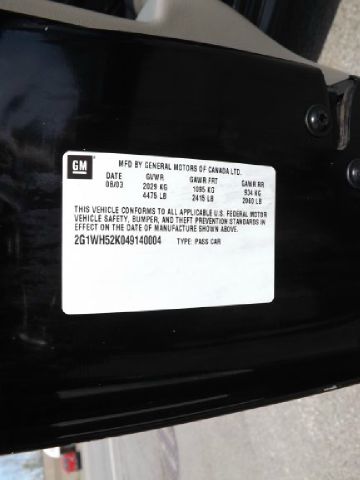 GM
MFD BY GENERAL MOTORS OF CANADA LTD.
DATE GVWR GAWR FRT GAWR RR
08/03 2029 KG 1095 KG 934 KG
4475 LB 2415 LB 2060 LB
THIS VEHICLE CONFORMS TO ALL APPLICABLE U.S. FEDERAL MOTOR
VEHICLE SAFETY, BUMPER, AND THEFT PREVENTION STANDARDS IN
EFFECT ON THE DATE OF MANUFACTURE SHOWN ABOVE.
2G1WH52K049140004 TYPE: PASS CAR